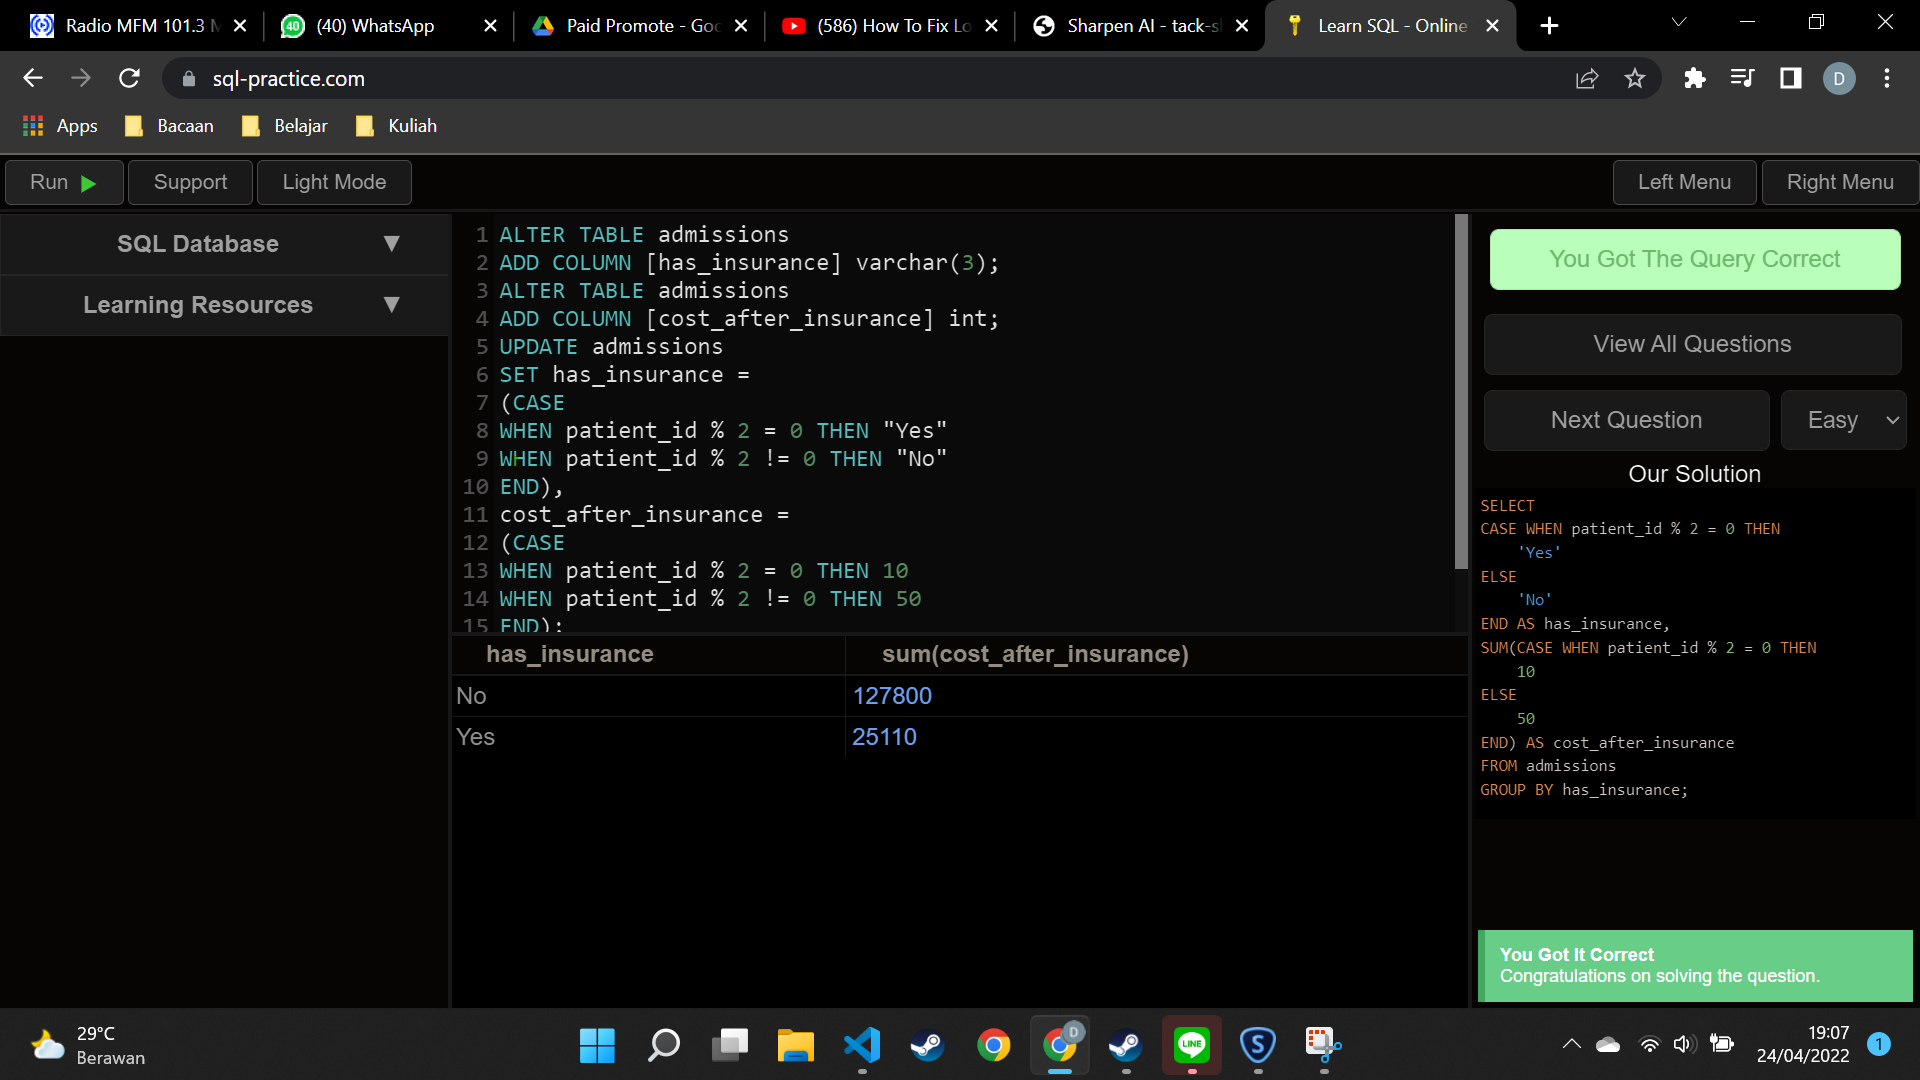 Radio MFM 101.3 M
(40) WhatsApp
Paid Promote - Goo
(586) How To Fix Lo
Sharpen AI - tack-sh
Learn SQL - Online
sql-practice.com
D
Apps
Bacaan
Belajar
Kuliah
Run
Support
Light Mode
Left Menu
Right Menu
SQL Database ▼
Learning Resources ▼
1 ALTER TABLE admissions
2 ADD COLUMN [has_insurance] varchar(3);
3 ALTER TABLE admissions
4 ADD COLUMN [cost_after_insurance] int;
5 UPDATE admissions
6 SET has_insurance =
7 (CASE
8 WHEN patient_id % 2 = 0 THEN "Yes"
9 WHEN patient_id % 2 != 0 THEN "No"
10 END),
11 cost_after_insurance =
12 (CASE
13 WHEN patient_id % 2 = 0 THEN 10
14 WHEN patient_id % 2 != 0 THEN 50
15 END);
has_insurance sum(cost_after_insurance)
No 127800
Yes 25110
You Got The Query Correct
View All Questions
Next Question
Easy
Our Solution
SELECT
CASE WHEN patient_id % 2 = 0 THEN
'Yes'
ELSE
'No'
END AS has_insurance,
SUM(CASE WHEN patient_id % 2 = 0 THEN
10
ELSE
50
END) AS cost_after_insurance
FROM admissions
GROUP BY has_insurance;
You Got It Correct
Congratulations on solving the question.
29°C
Berawan
D
LINE
S
19:07
24/04/2022
1